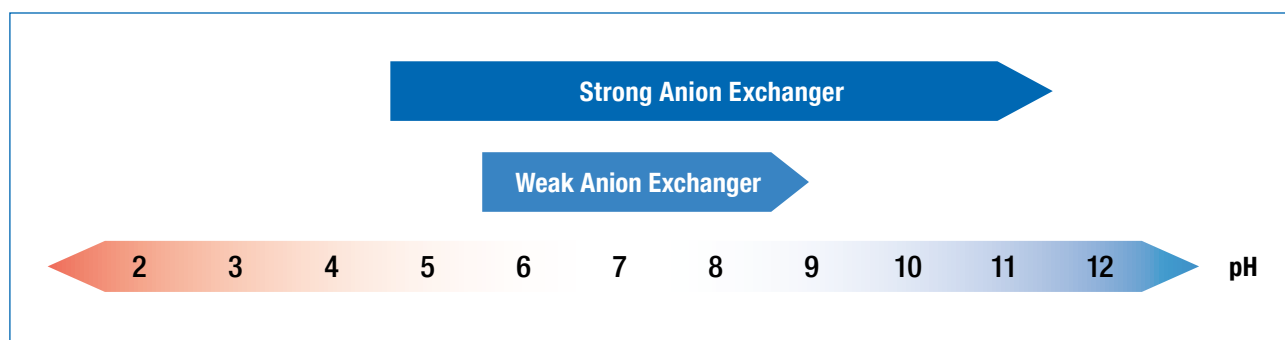 Strong Anion Exchanger
Weak Anion Exchanger
2 3 4 5 6 7 8 9 10 11 12 pH